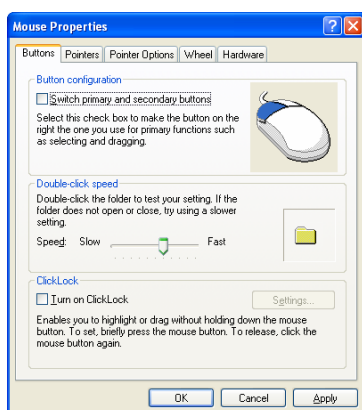 Mouse Properties
Buttons Pointers Pointer Options Wheel Hardware
Button configuration
Switch primary and secondary buttons
Select this check box to make the button on the
right the one you use for primary functions such
as selecting and dragging.
Double-click speed
Double-click the folder to test your setting. If the
folder does not open or close, try using a slower
setting.
Speed: Slow Fast
ClickLock
Turn on ClickLock
Settings...
Enables you to highlight or drag without holding down the mouse
button. To set, briefly press the mouse button. To release, click the
mouse button again.
OK Cancel Apply